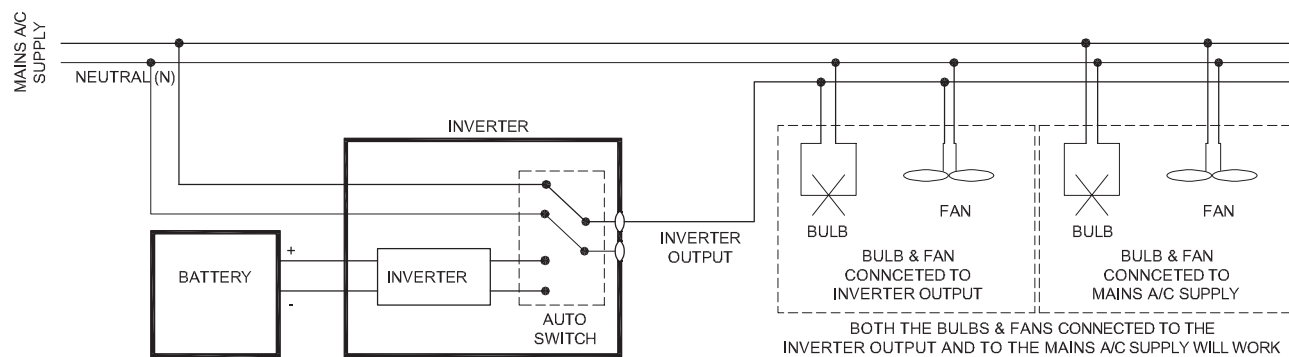 MAINS A/C
SUPPLY
NEUTRAL (N)
INVERTER
BATTERY
+
-
INVERTER
AUTO
SWITCH
INVERTER
OUTPUT
BULB
FAN
BULB & FAN
CONNCETED TO
INVERTER OUTPUT
BULB
FAN
BULB & FAN
CONNCETED TO
MAINS A/C SUPPLY
BOTH THE BULBS & FANS CONNECTED TO THE
INVERTER OUTPUT AND TO THE MAINS A/C SUPPLY WILL WORK